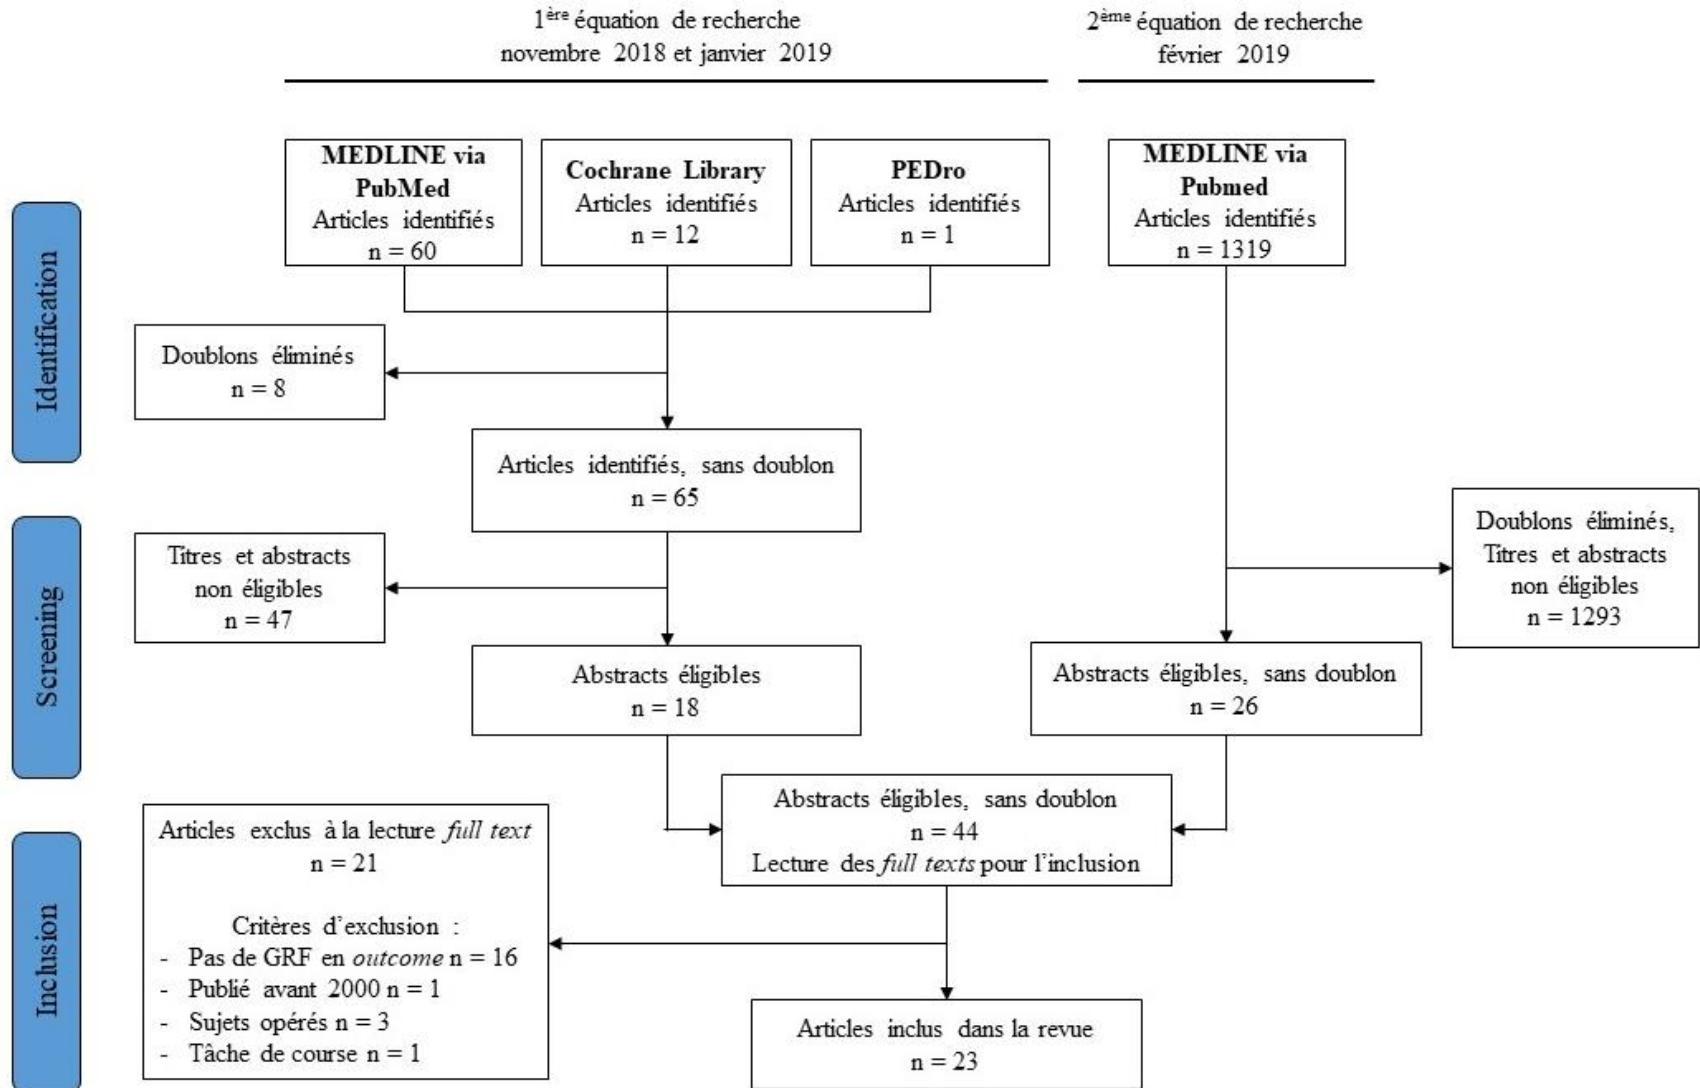 1ère équation de recherche
novembre 2018 et janvier 2019
2ème équation de recherche
février 2019
MEDLINE via
PubMed
Articles identifiés
n = 60
Cochrane Library
Articles identifiés
n = 12
PEDro
Articles identifiés
n = 1
MEDLINE via
Pubmed
Articles identifiés
n = 1319
Identification
Doublons éliminés
n = 8
Articles identifiés, sans doublon
n = 65
Screening
Titres et abstracts
non éligibles
n = 47
Doublons éliminés,
Titres et abstracts
non éligibles
n = 1293
Abstracts éligibles
n = 18
Abstracts éligibles, sans doublon
n = 26
Abstracts éligibles, sans doublon
n = 44
Lecture des full texts pour l'inclusion
Inclusion
Articles exclus à la lecture full text
n = 21
Critères d'exclusion :
- Pas de GRF en outcome n = 16
- Publié avant 2000 n = 1
- Sujets opérés n = 3
- Tâche de course n = 1
Articles inclus dans la revue
n = 23